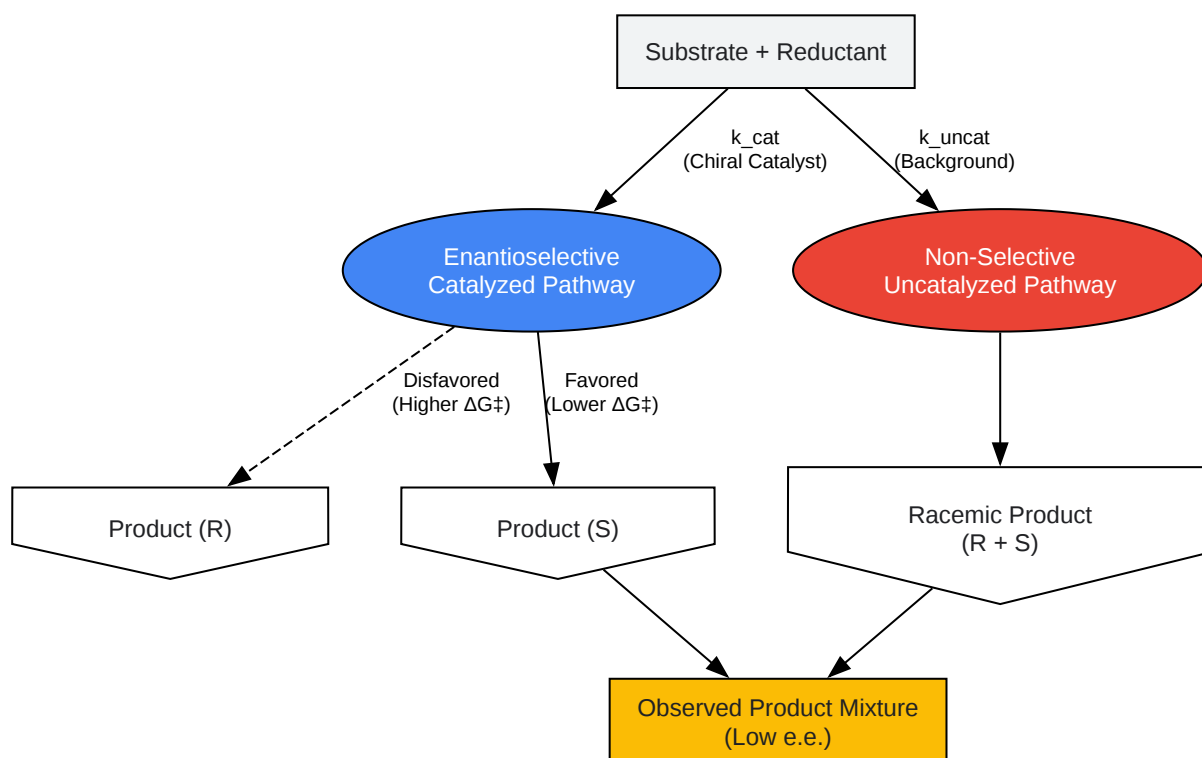 Substrate + Reductant
k_cat
(Chiral Catalyst)
k_uncat
(Background)
Enantioselective
Catalyzed Pathway
Non-Selective
Uncatalyzed Pathway
Disfavored
(Higher ΔG‡)
Favored
(Lower ΔG‡)
Product (R)
Product (S)
Racemic Product
(R + S)
Observed Product Mixture
(Low e.e.)